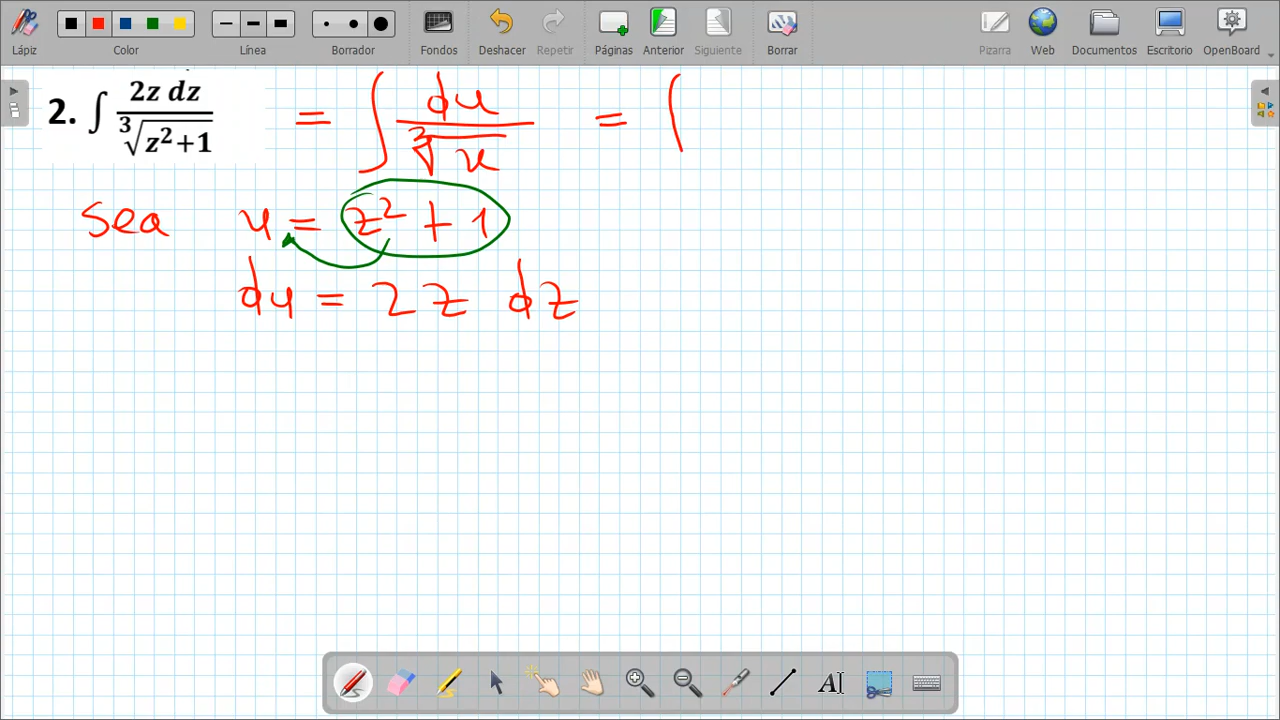 Lápiz Color Línea Borrador Fondos Deshacer Repetir Páginas Anterior Siguiente Borrar Pizarra Web Documentos Escritorio OpenBoard
2. ∫ 2z dz / ∛(z²+1) = ∫ du / ∛u = ∫
sea u = z² + 1
du = 2z dz